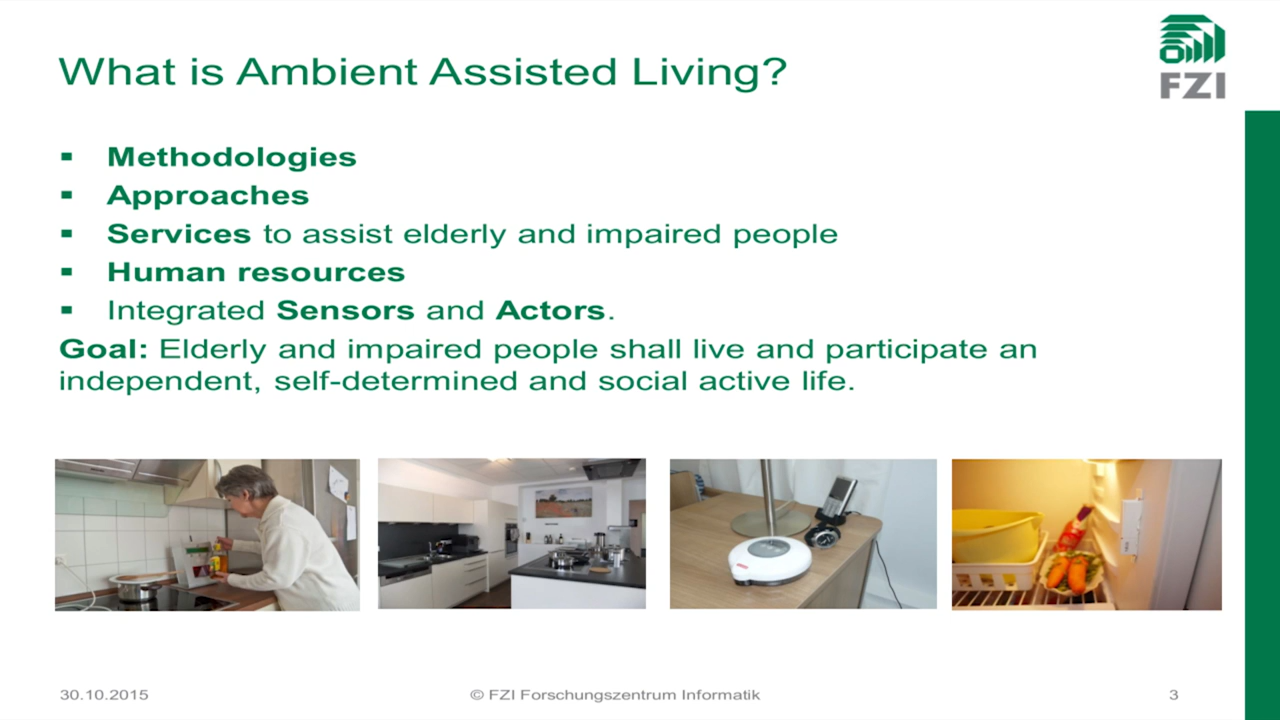 What is Ambient Assisted Living?
FZI
▪ Methodologies
▪ Approaches
▪ Services to assist elderly and impaired people
▪ Human resources
▪ Integrated Sensors and Actors.
Goal: Elderly and impaired people shall live and participate an
independent, self-determined and social active life.
30.10.2015
© FZI Forschungszentrum Informatik
3